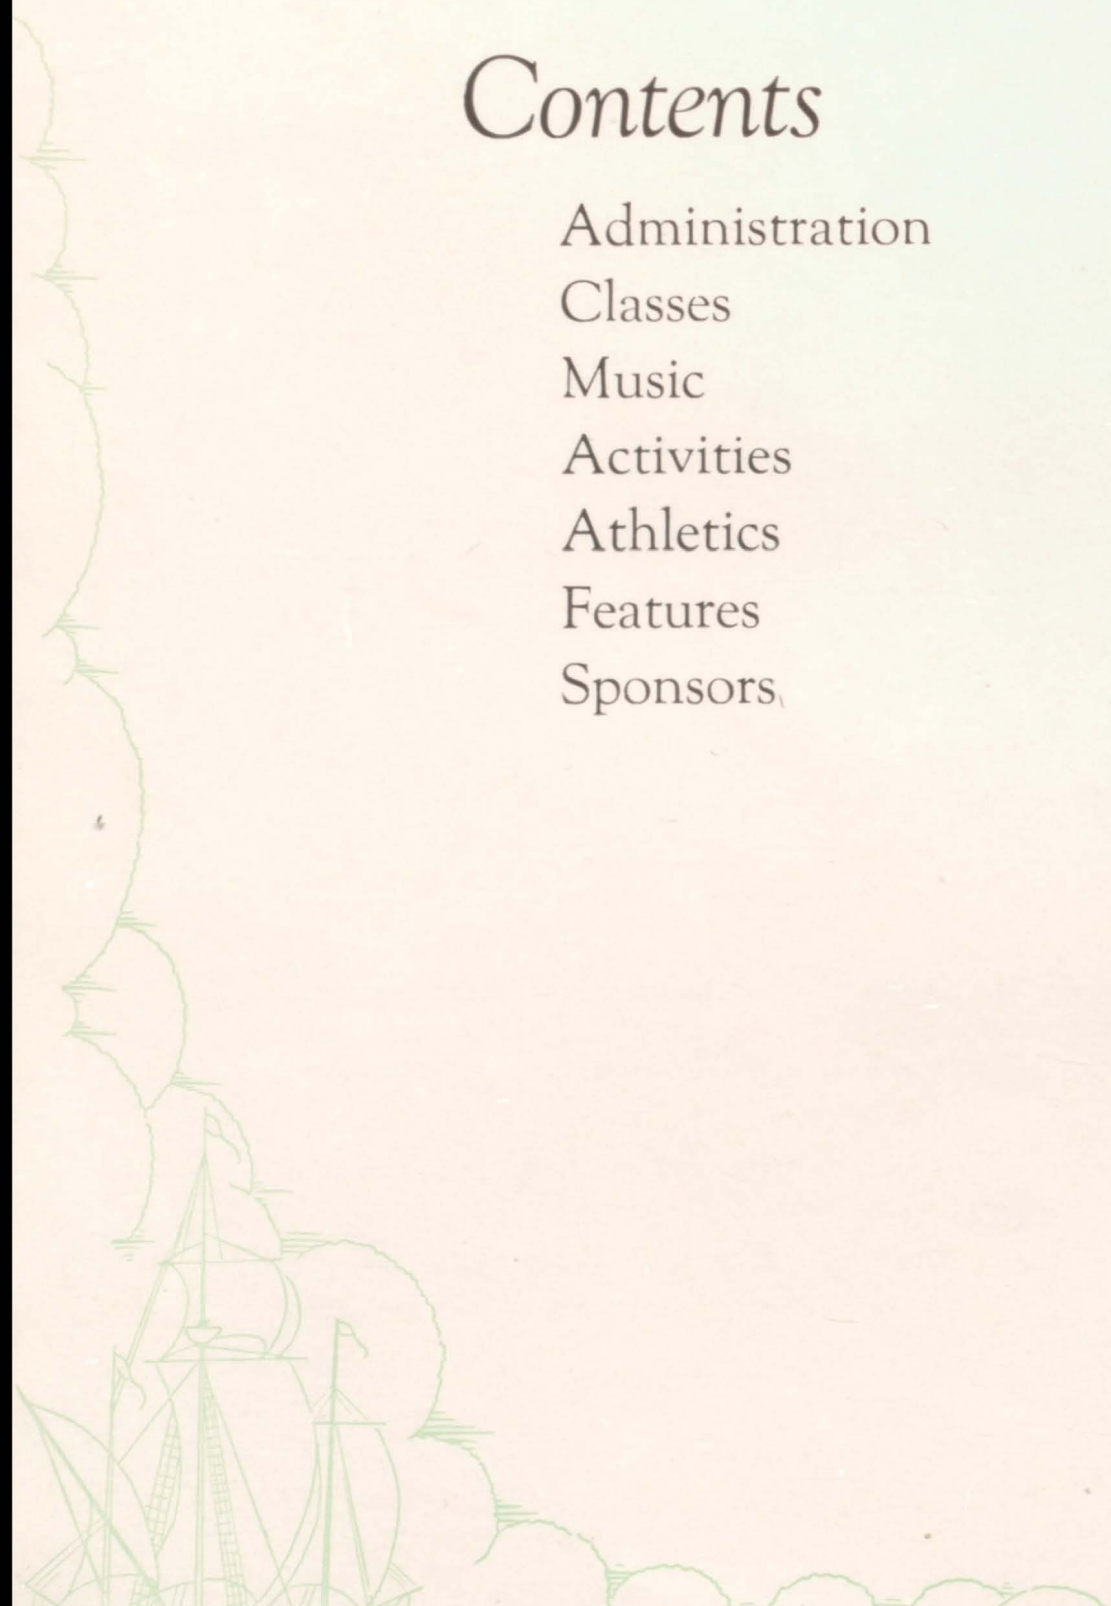 Contents
Administration
Classes
Music
Activities
Athletics
Features
Sponsors